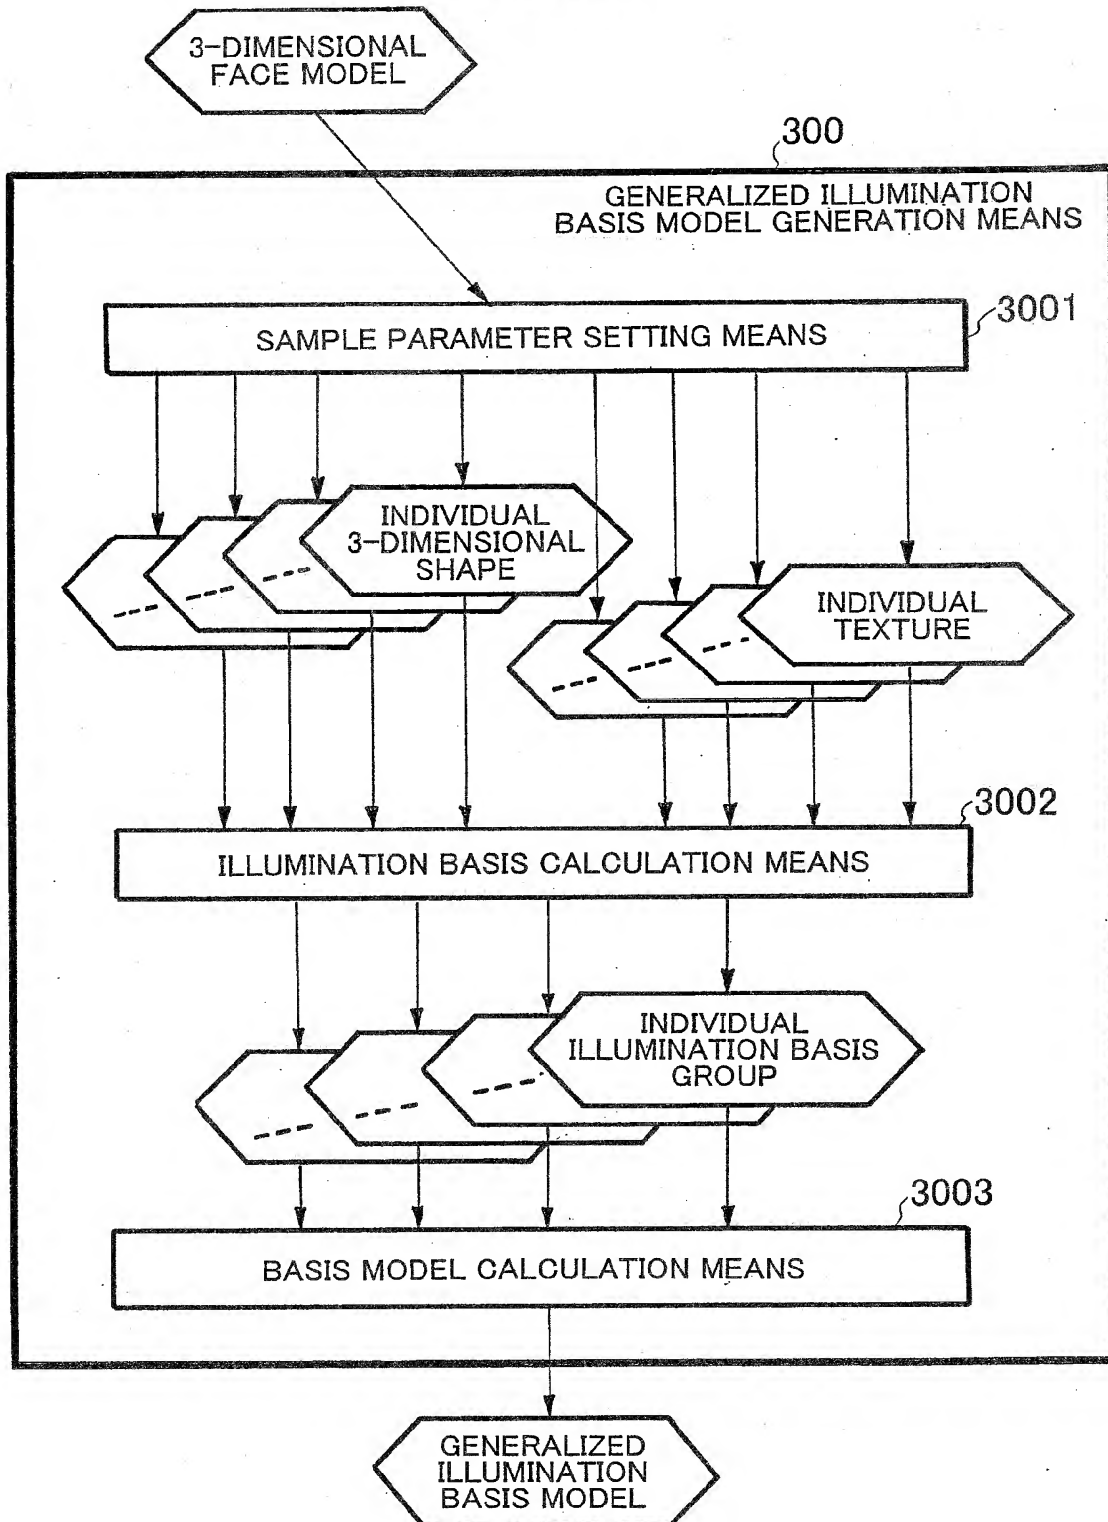 3-DIMENSIONAL
FACE MODEL
300
GENERALIZED ILLUMINATION
BASIS MODEL GENERATION MEANS
3001
SAMPLE PARAMETER SETTING MEANS
INDIVIDUAL
3-DIMENSIONAL
SHAPE
INDIVIDUAL
TEXTURE
3002
ILLUMINATION BASIS CALCULATION MEANS
INDIVIDUAL
ILLUMINATION BASIS
GROUP
3003
BASIS MODEL CALCULATION MEANS
GENERALIZED
ILLUMINATION
BASIS MODEL